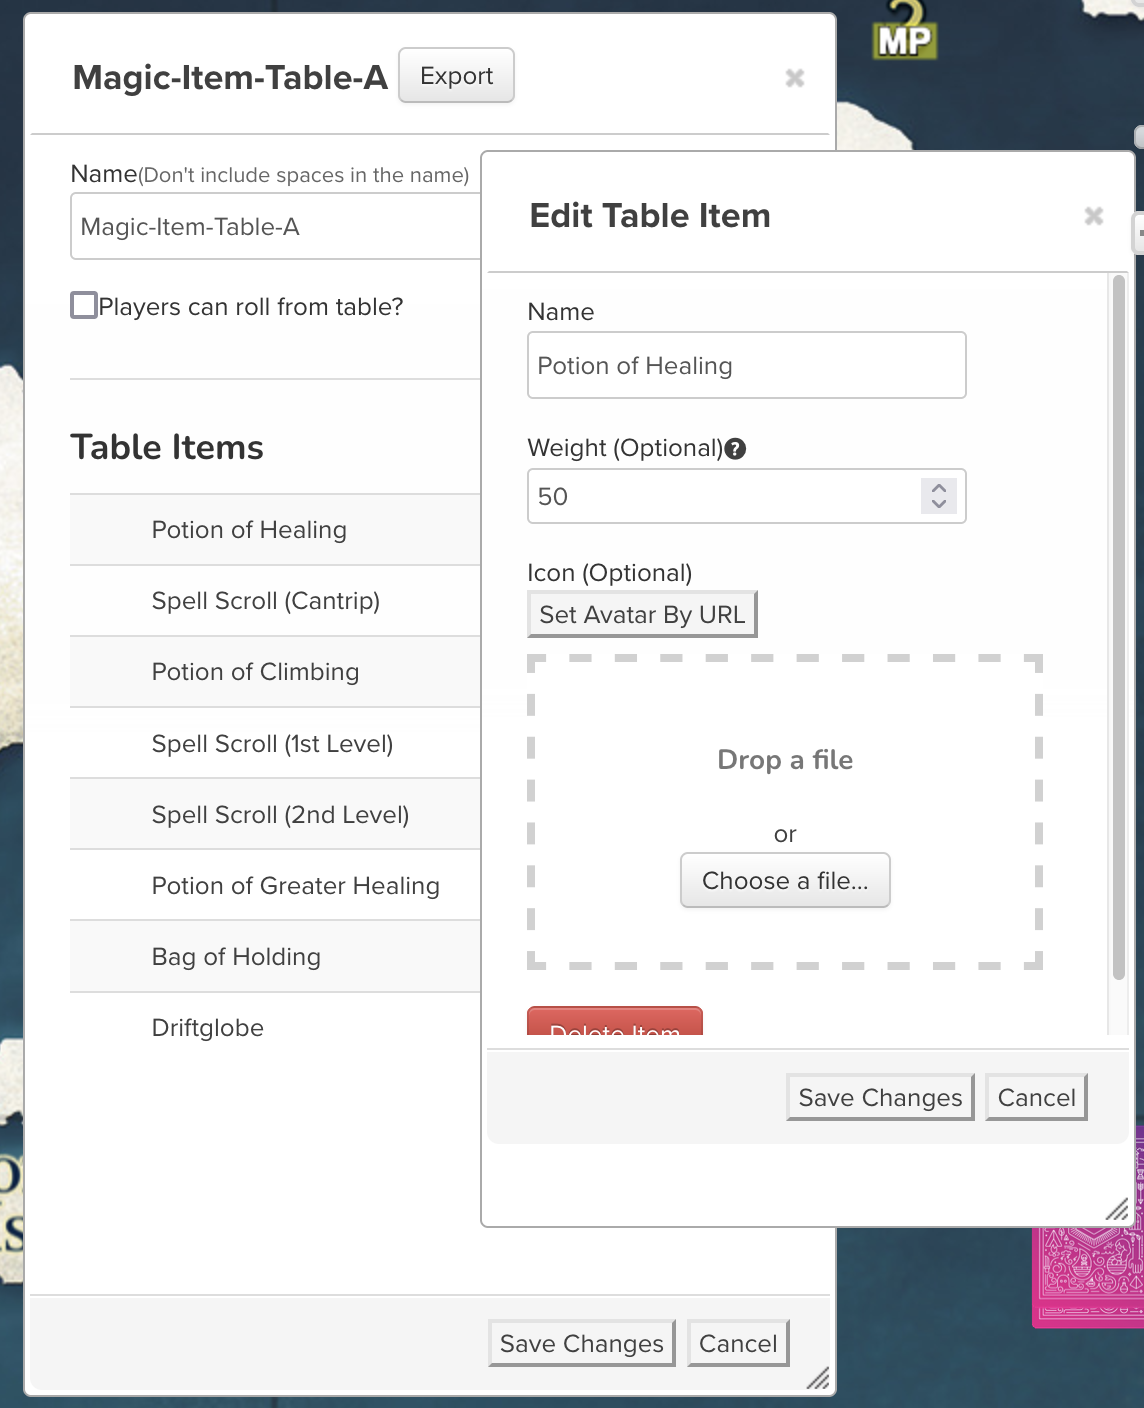 MP
Magic-Item-Table-A
Export
Name(Don't include spaces in the name)
Magic-Item-Table-A
Players can roll from table?
Table Items
Potion of Healing
Spell Scroll (Cantrip)
Potion of Climbing
Spell Scroll (1st Level)
Spell Scroll (2nd Level)
Potion of Greater Healing
Bag of Holding
Driftglobe
Save Changes
Cancel
Edit Table Item
Name
Potion of Healing
Weight (Optional)
50
Icon (Optional)
Set Avatar By URL
Drop a file
or
Choose a file...
Delete Item
Save Changes
Cancel